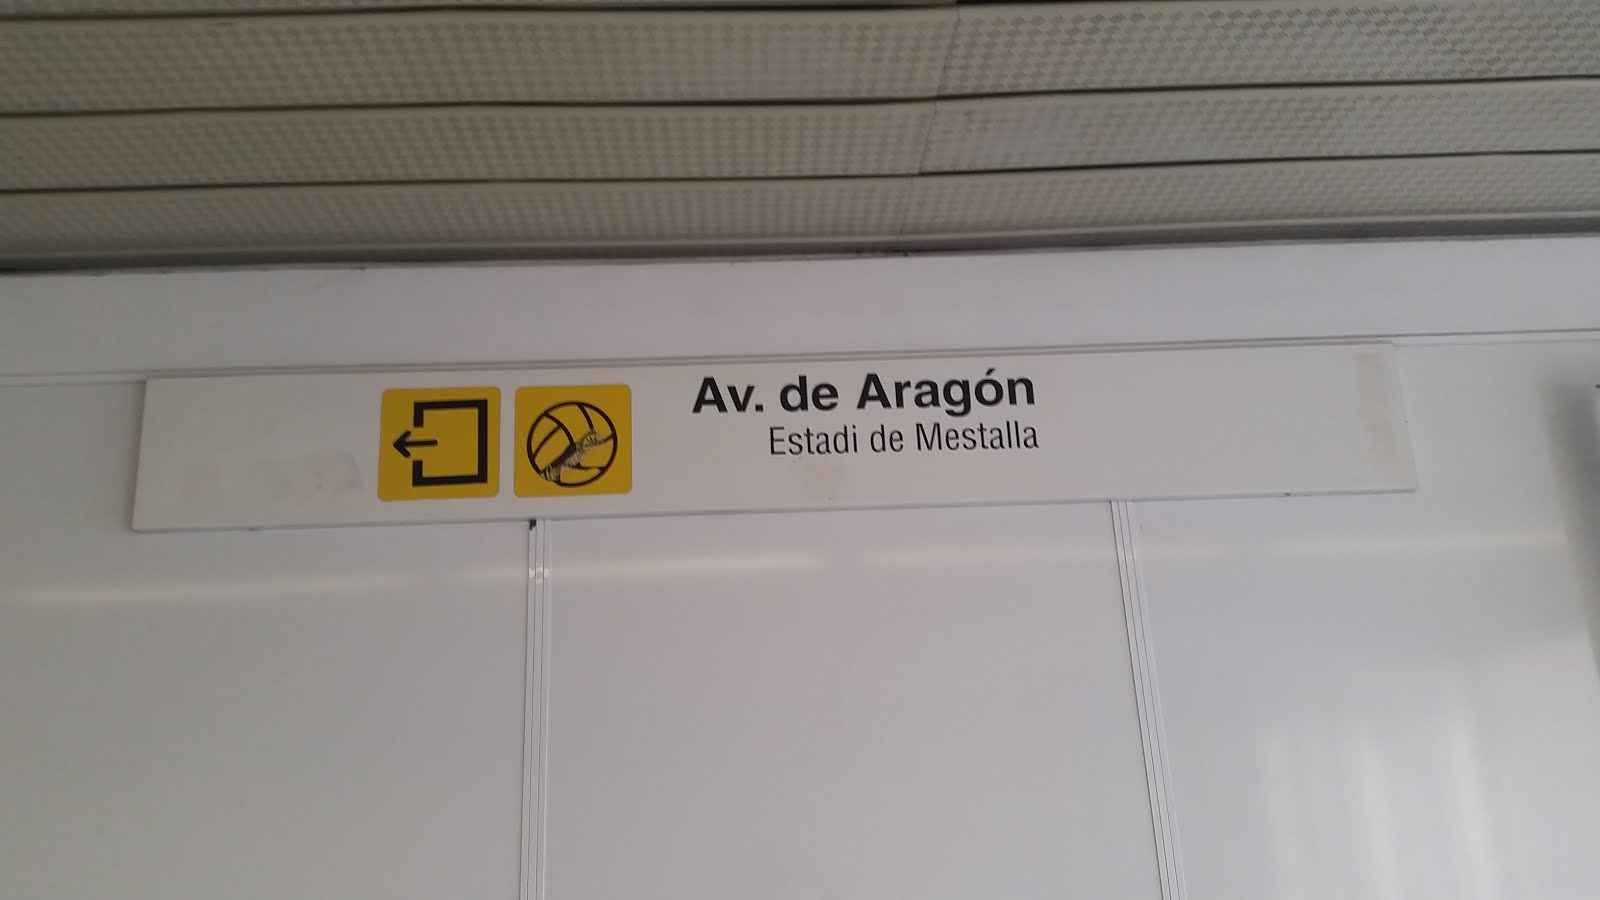 Av. de Aragón
Estadi de Mestalla